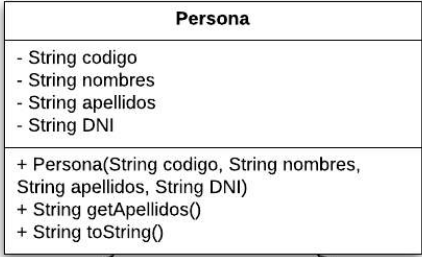 Persona
- String codigo
- String nombres
- String apellidos
- String DNI
+ Persona(String codigo, String nombres,
String apellidos, String DNI)
+ String getApellidos()
+ String toString()